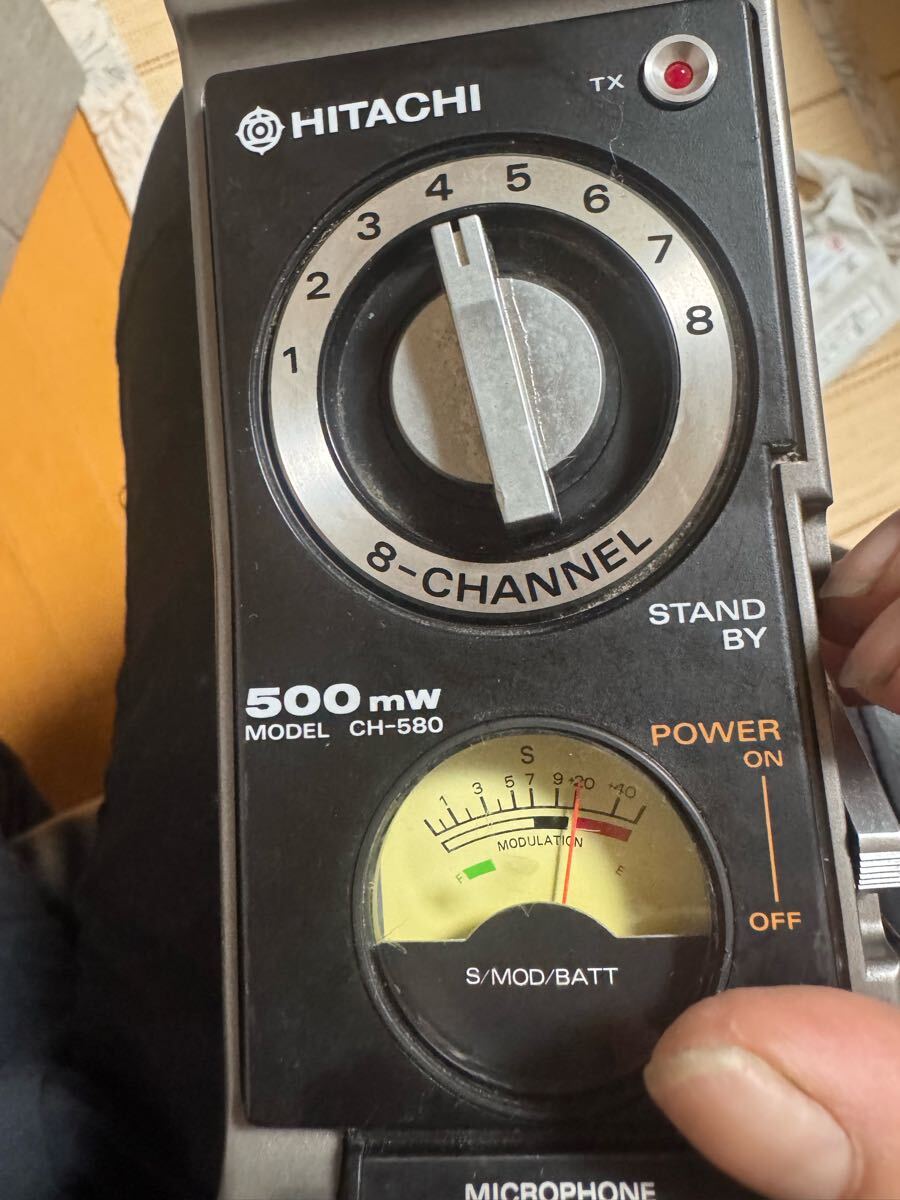 HITACHI
TX
1 2 3 4 5 6 7 8
8-CHANNEL
STAND
BY
500 mW
MODEL CH-580
POWER
ON
OFF
S
1 3 5 7 9 +20 +40
MODULATION
F E
S/MOD/BATT
MICROPHONE